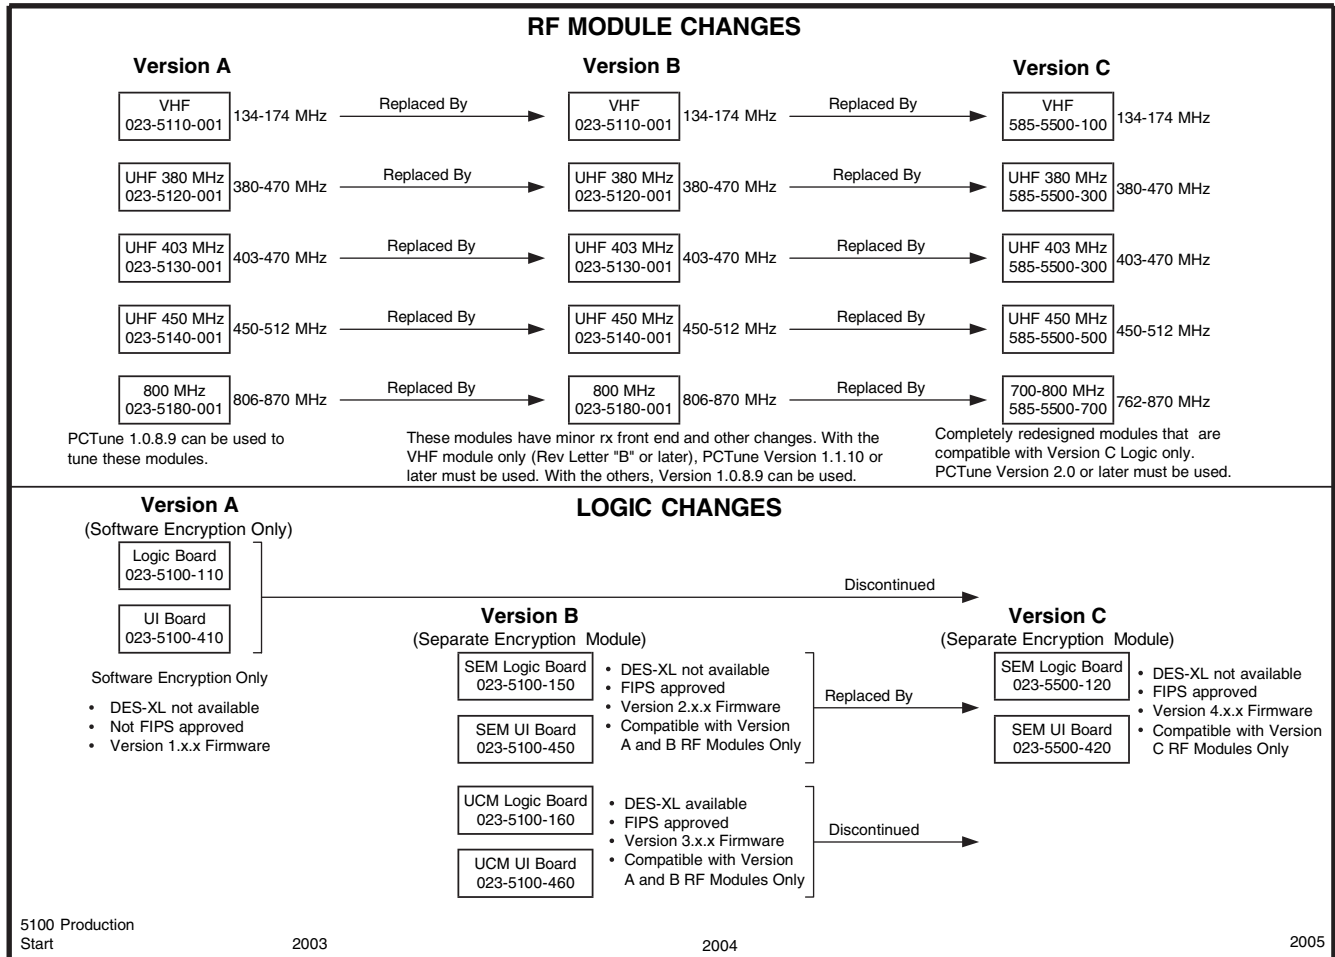 RF MODULE CHANGES
Version A
Version B
Version C
VHF
023-5110-001
134-174 MHz
Replaced By
VHF
023-5110-001
134-174 MHz
Replaced By
VHF
585-5500-100
134-174 MHz
UHF 380 MHz
023-5120-001
380-470 MHz
Replaced By
UHF 380 MHz
023-5120-001
380-470 MHz
Replaced By
UHF 380 MHz
585-5500-300
380-470 MHz
UHF 403 MHz
023-5130-001
403-470 MHz
Replaced By
UHF 403 MHz
023-5130-001
403-470 MHz
Replaced By
UHF 403 MHz
585-5500-300
403-470 MHz
UHF 450 MHz
023-5140-001
450-512 MHz
Replaced By
UHF 450 MHz
023-5140-001
450-512 MHz
Replaced By
UHF 450 MHz
585-5500-500
450-512 MHz
800 MHz
023-5180-001
806-870 MHz
Replaced By
800 MHz
023-5180-001
806-870 MHz
Replaced By
700-800 MHz
585-5500-700
762-870 MHz
PCTune 1.0.8.9 can be used to
tune these modules.
These modules have minor rx front end and other changes. With the
VHF module only (Rev Letter "B" or later), PCTune Version 1.1.10 or
later must be used. With the others, Version 1.0.8.9 can be used.
Completely redesigned modules that are
compatible with Version C Logic only.
PCTune Version 2.0 or later must be used.
LOGIC CHANGES
Version A
(Software Encryption Only)
Logic Board
023-5100-110
UI Board
023-5100-410
Discontinued
Software Encryption Only
• DES-XL not available
• Not FIPS approved
• Version 1.x.x Firmware
Version B
(Separate Encryption Module)
SEM Logic Board
023-5100-150
SEM UI Board
023-5100-450
• DES-XL not available
• FIPS approved
• Version 2.x.x Firmware
• Compatible with Version
A and B RF Modules Only
Replaced By
Version C
(Separate Encryption Module)
SEM Logic Board
023-5500-120
SEM UI Board
023-5500-420
• DES-XL not available
• FIPS approved
• Version 4.x.x Firmware
• Compatible with Version
C RF Modules Only
UCM Logic Board
023-5100-160
UCM UI Board
023-5100-460
• DES-XL available
• FIPS approved
• Version 3.x.x Firmware
• Compatible with Version
A and B RF Modules Only
Discontinued
5100 Production
Start
2003
2004
2005